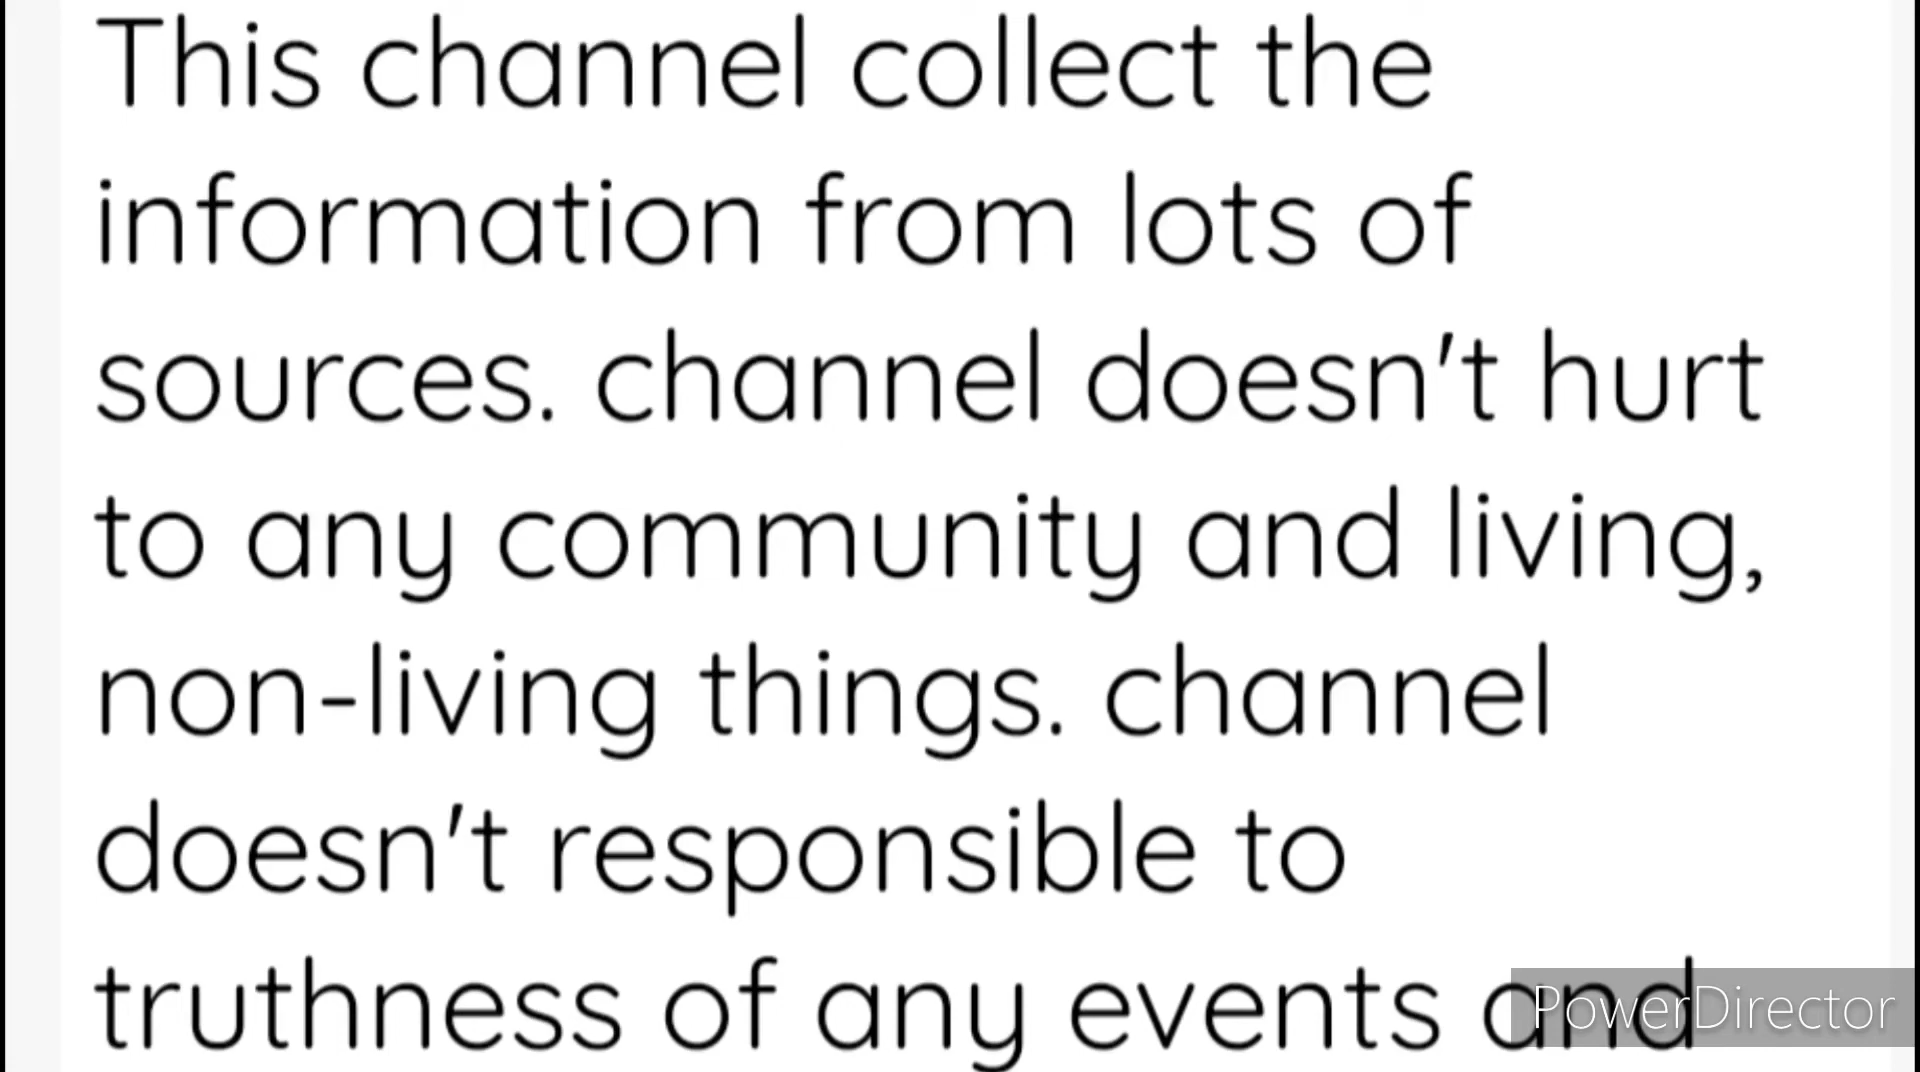 This channel collect the
information from lots of
sources. channel doesn't hurt
to any community and living,
non-living things. channel
doesn't responsible to
truthness of any events and
PowerDirector